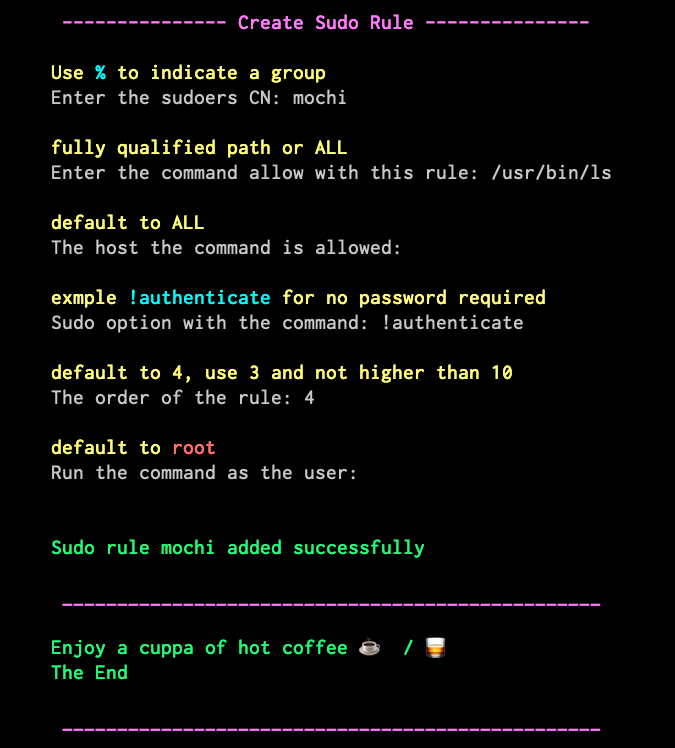 --------------- Create Sudo Rule ---------------
Use % to indicate a group
Enter the sudoers CN: mochi
fully qualified path or ALL
Enter the command allow with this rule: /usr/bin/ls
default to ALL
The host the command is allowed:
exmple !authenticate for no password required
Sudo option with the command: !authenticate
default to 4, use 3 and not higher than 10
The order of the rule: 4
default to root
Run the command as the user:
Sudo rule mochi added successfully
-------------------------------------------------
Enjoy a cuppa of hot coffee ☕ / 🥃
The End
-------------------------------------------------